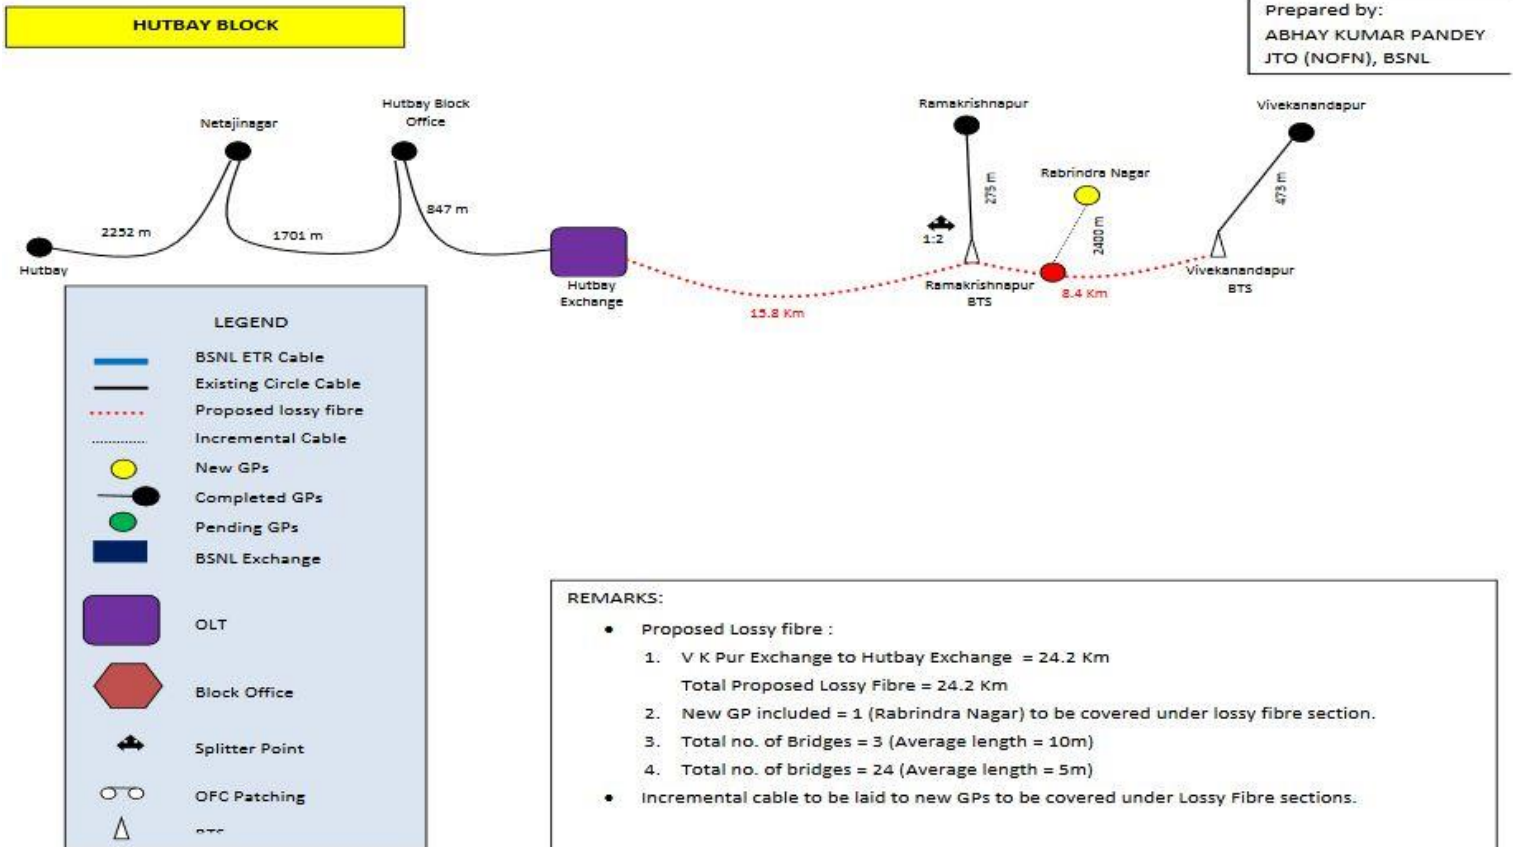 HUTBAY BLOCK
Prepared by:
ABHAY KUMAR PANDEY
JTO (NOFN), BSNL
Netajinagar
Hutbay Block
Office
Ramakrishnapur
Vivekanandapur
Rabrindra Nagar
275 m
2400 m
473 m
2252 m
1701 m
847 m
1:2
Hutbay
Hutbay
Exchange
15.8 Km
Ramakrishnapur
BTS
8.4 Km
Vivekanandapur
BTS
LEGEND
BSNL ETR Cable
Existing Circle Cable
Proposed lossy fibre
Incremental Cable
New GPs
Completed GPs
Pending GPs
BSNL Exchange
OLT
Block Office
Splitter Point
OFC Patching
REMARKS:
• Proposed Lossy fibre :
1. V K Pur Exchange to Hutbay Exchange = 24.2 Km
Total Proposed Lossy Fibre = 24.2 Km
2. New GP included = 1 (Rabrindra Nagar) to be covered under lossy fibre section.
3. Total no. of Bridges = 3 (Average length = 10m)
4. Total no. of bridges = 24 (Average length = 5m)
• Incremental cable to be laid to new GPs to be covered under Lossy Fibre sections.